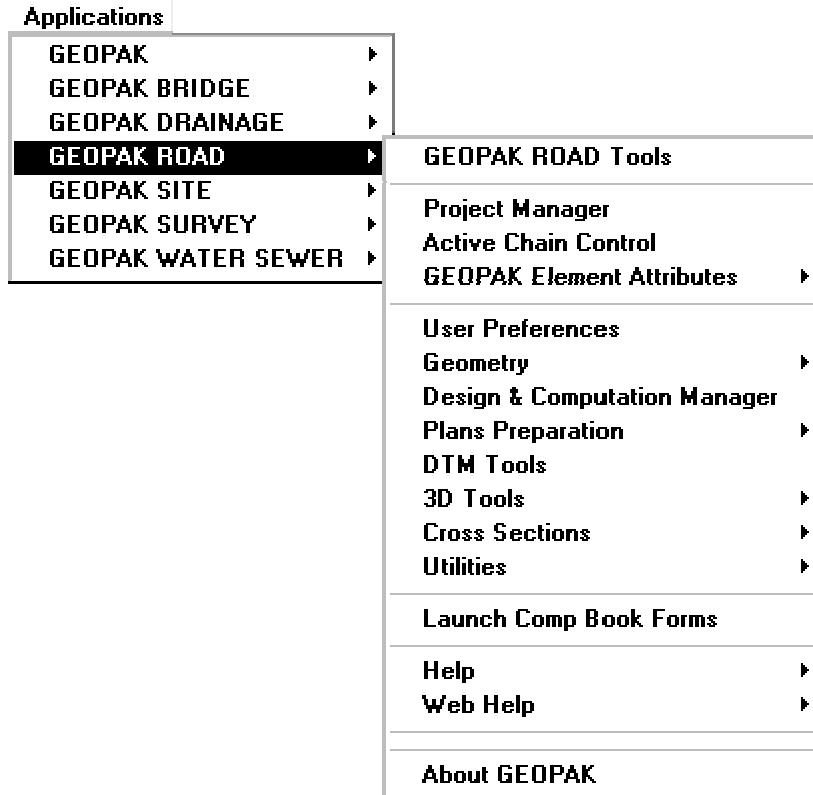 Applications
GEOPAK
GEOPAK BRIDGE
GEOPAK DRAINAGE
GEOPAK ROAD
GEOPAK SITE
GEOPAK SURVEY
GEOPAK WATER SEWER
GEOPAK ROAD Tools
Project Manager
Active Chain Control
GEOPAK Element Attributes
User Preferences
Geometry
Design & Computation Manager
Plans Preparation
DTM Tools
3D Tools
Cross Sections
Utilities
Launch Comp Book Forms
Help
Web Help
About GEOPAK